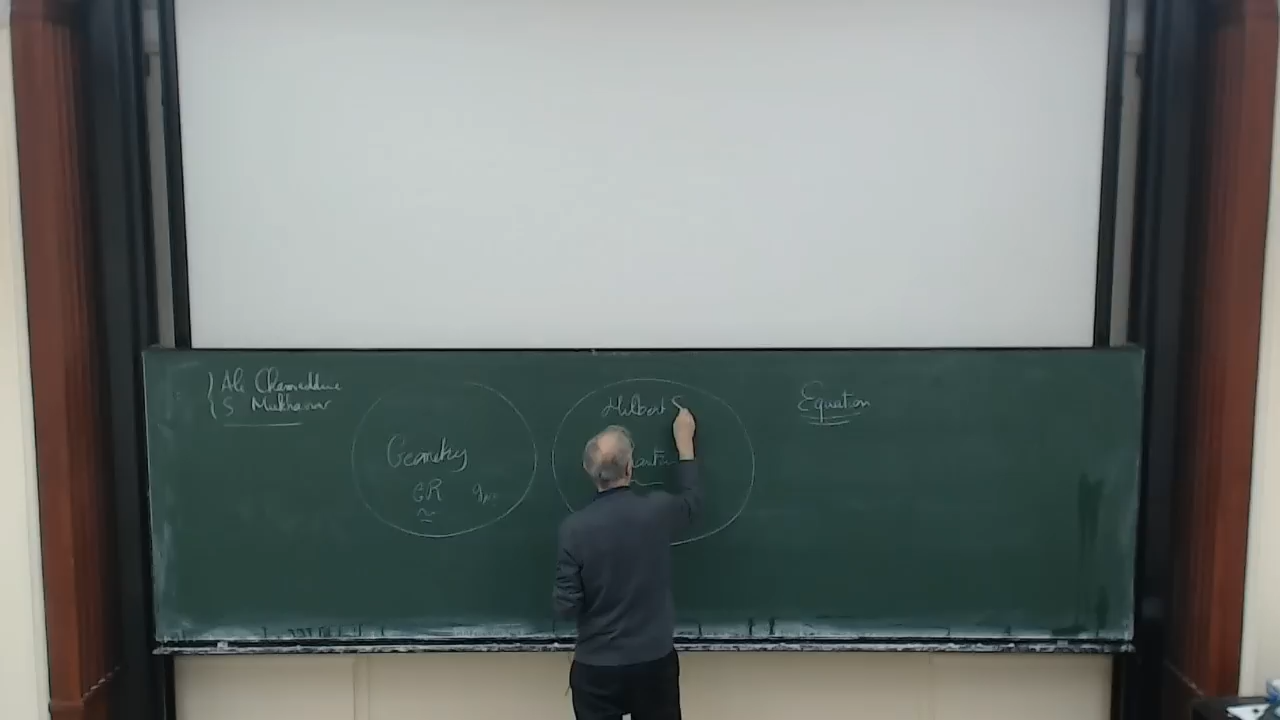 Ali Chamseddine
S Mukhanov
Geometry
GR gμν
Hilbert S
Equation